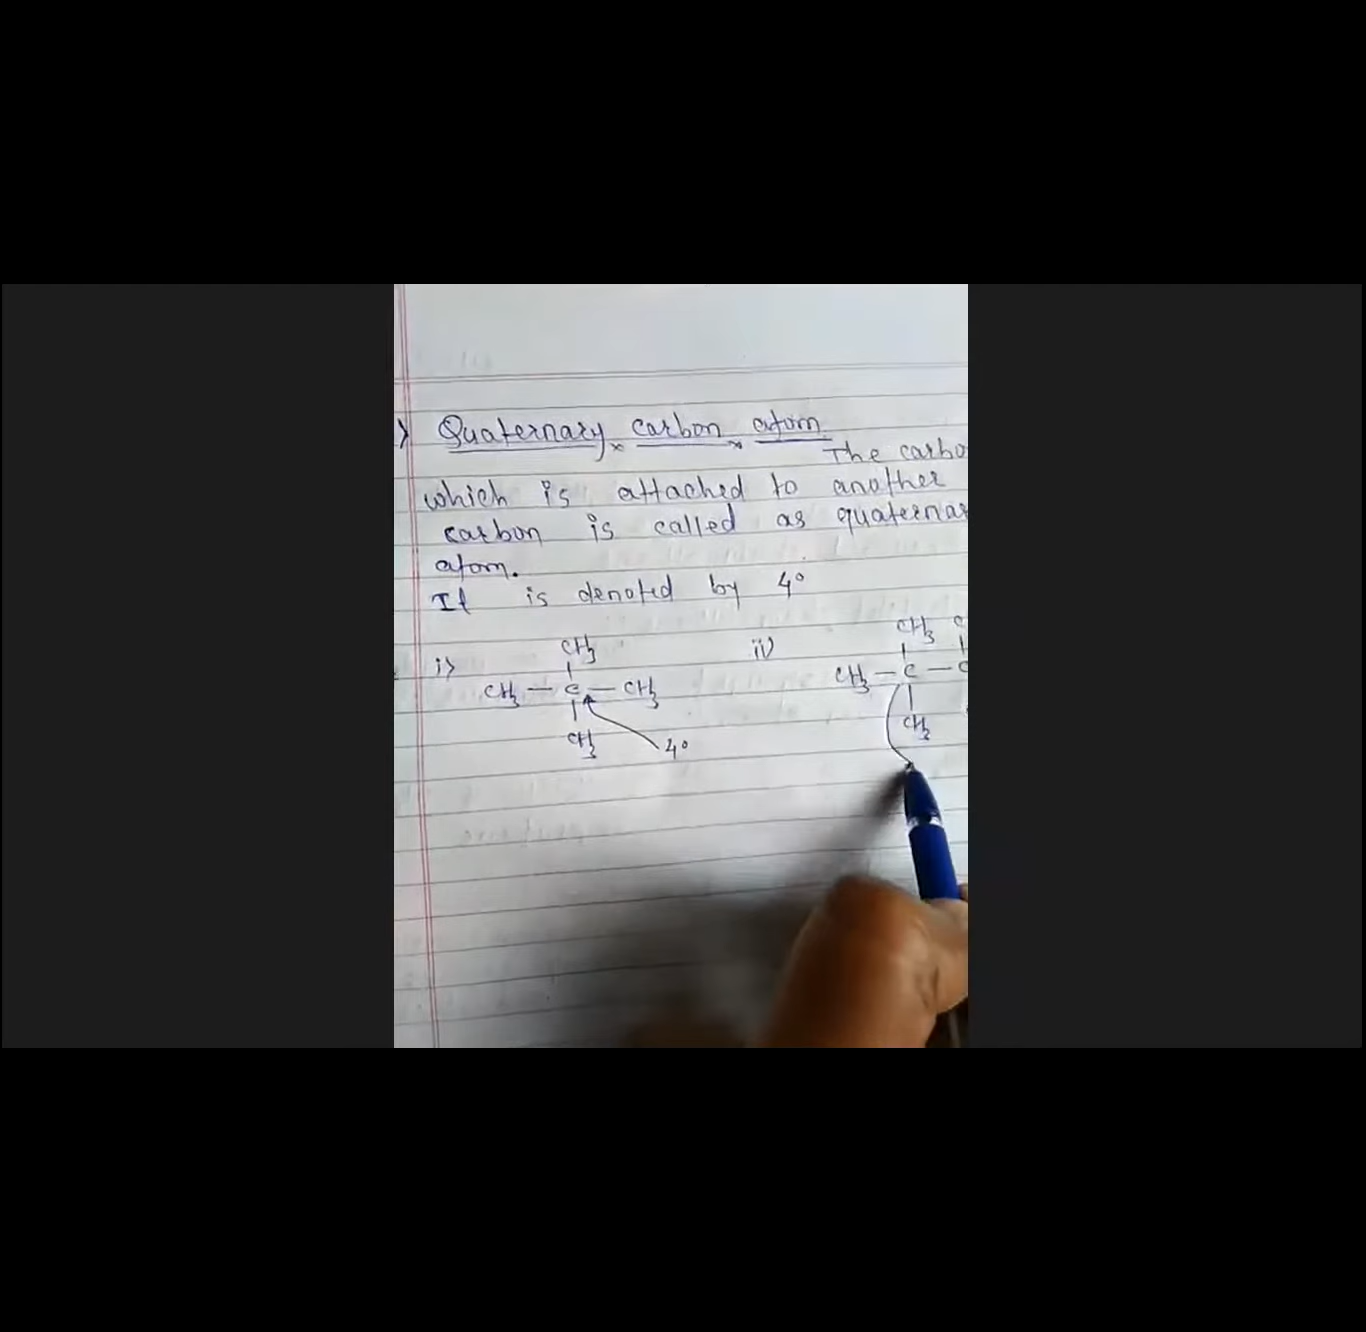 > Quaternary carbon atom
The carbo
which is attached to another
carbon is called as quaternar
atom.
It is denoted by 4°
i> CH3 ii) CH3 C
CH3 — C — CH3 CH3 — C — C
CH3 4° CH3